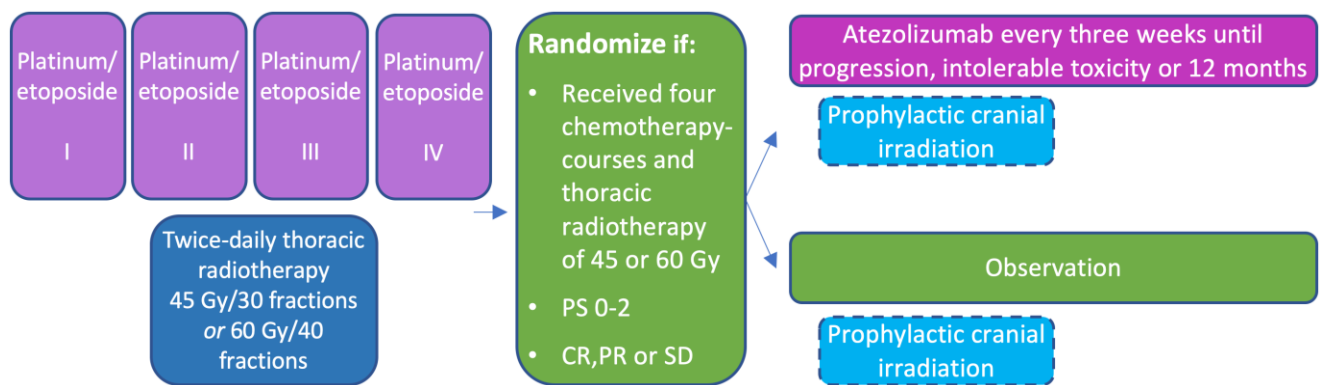 Platinum/
etoposide
I
Platinum/
etoposide
II
Platinum/
etoposide
III
Platinum/
etoposide
IV
Twice-daily thoracic
radiotherapy
45 Gy/30 fractions
or 60 Gy/40
fractions
Randomize if:
• Received four
chemotherapy-
courses and
thoracic
radiotherapy
of 45 or 60 Gy
• PS 0-2
• CR,PR or SD
Atezolizumab every three weeks until
progression, intolerable toxicity or 12 months
Prophylactic cranial
irradiation
Observation
Prophylactic cranial
irradiation